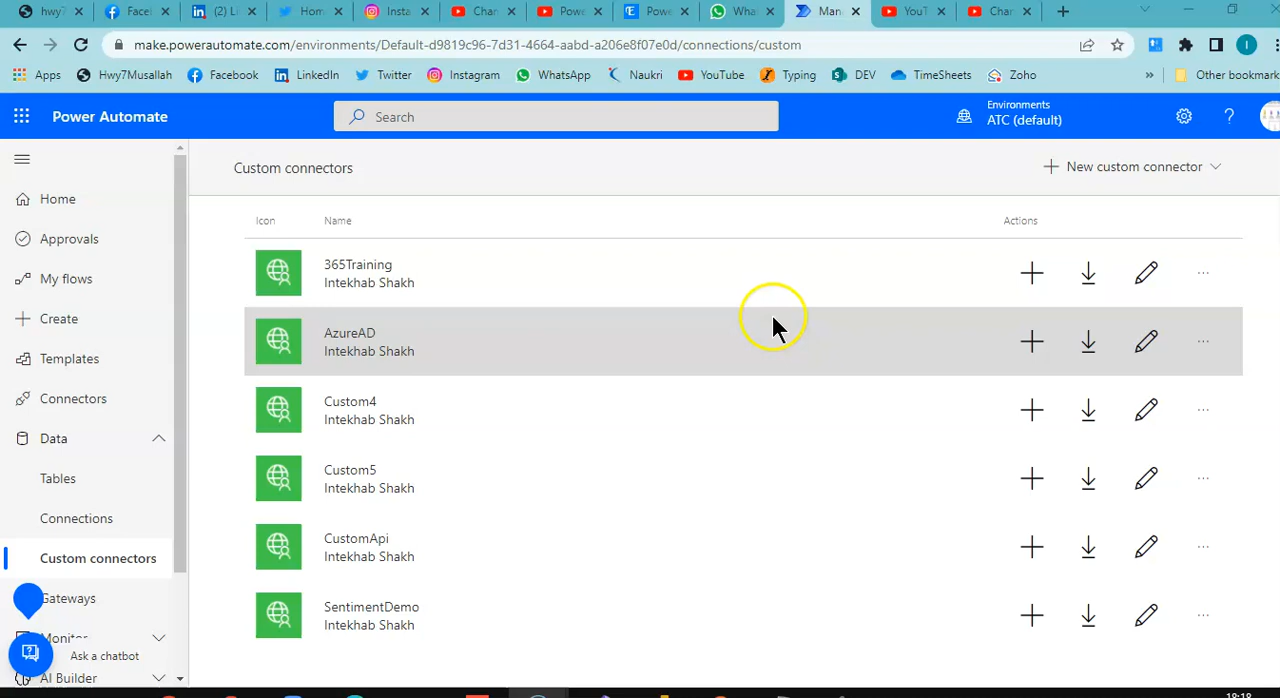 hwy7
Facel
(2) Li
Hom
Insta
Chan
Powe
Powe
Wha
Man
YouT
Chan
make.powerautomate.com/environments/Default-d9819c96-7d31-4664-aabd-a206e8f07e0d/connections/custom
Apps Hwy7Musallah Facebook LinkedIn Twitter Instagram WhatsApp Naukri YouTube Typing DEV TimeSheets Zoho » Other bookmark
Power Automate
Search
Environments
ATC (default)
?
Home
Approvals
My flows
Create
Templates
Connectors
Data
Tables
Connections
Custom connectors
Gateways
Monitor
Ask a chatbot
AI Builder
Custom connectors
New custom connector
Icon Name Actions
365Training
Intekhab Shakh
AzureAD
Intekhab Shakh
Custom4
Intekhab Shakh
Custom5
Intekhab Shakh
CustomApi
Intekhab Shakh
SentimentDemo
Intekhab Shakh
18:18